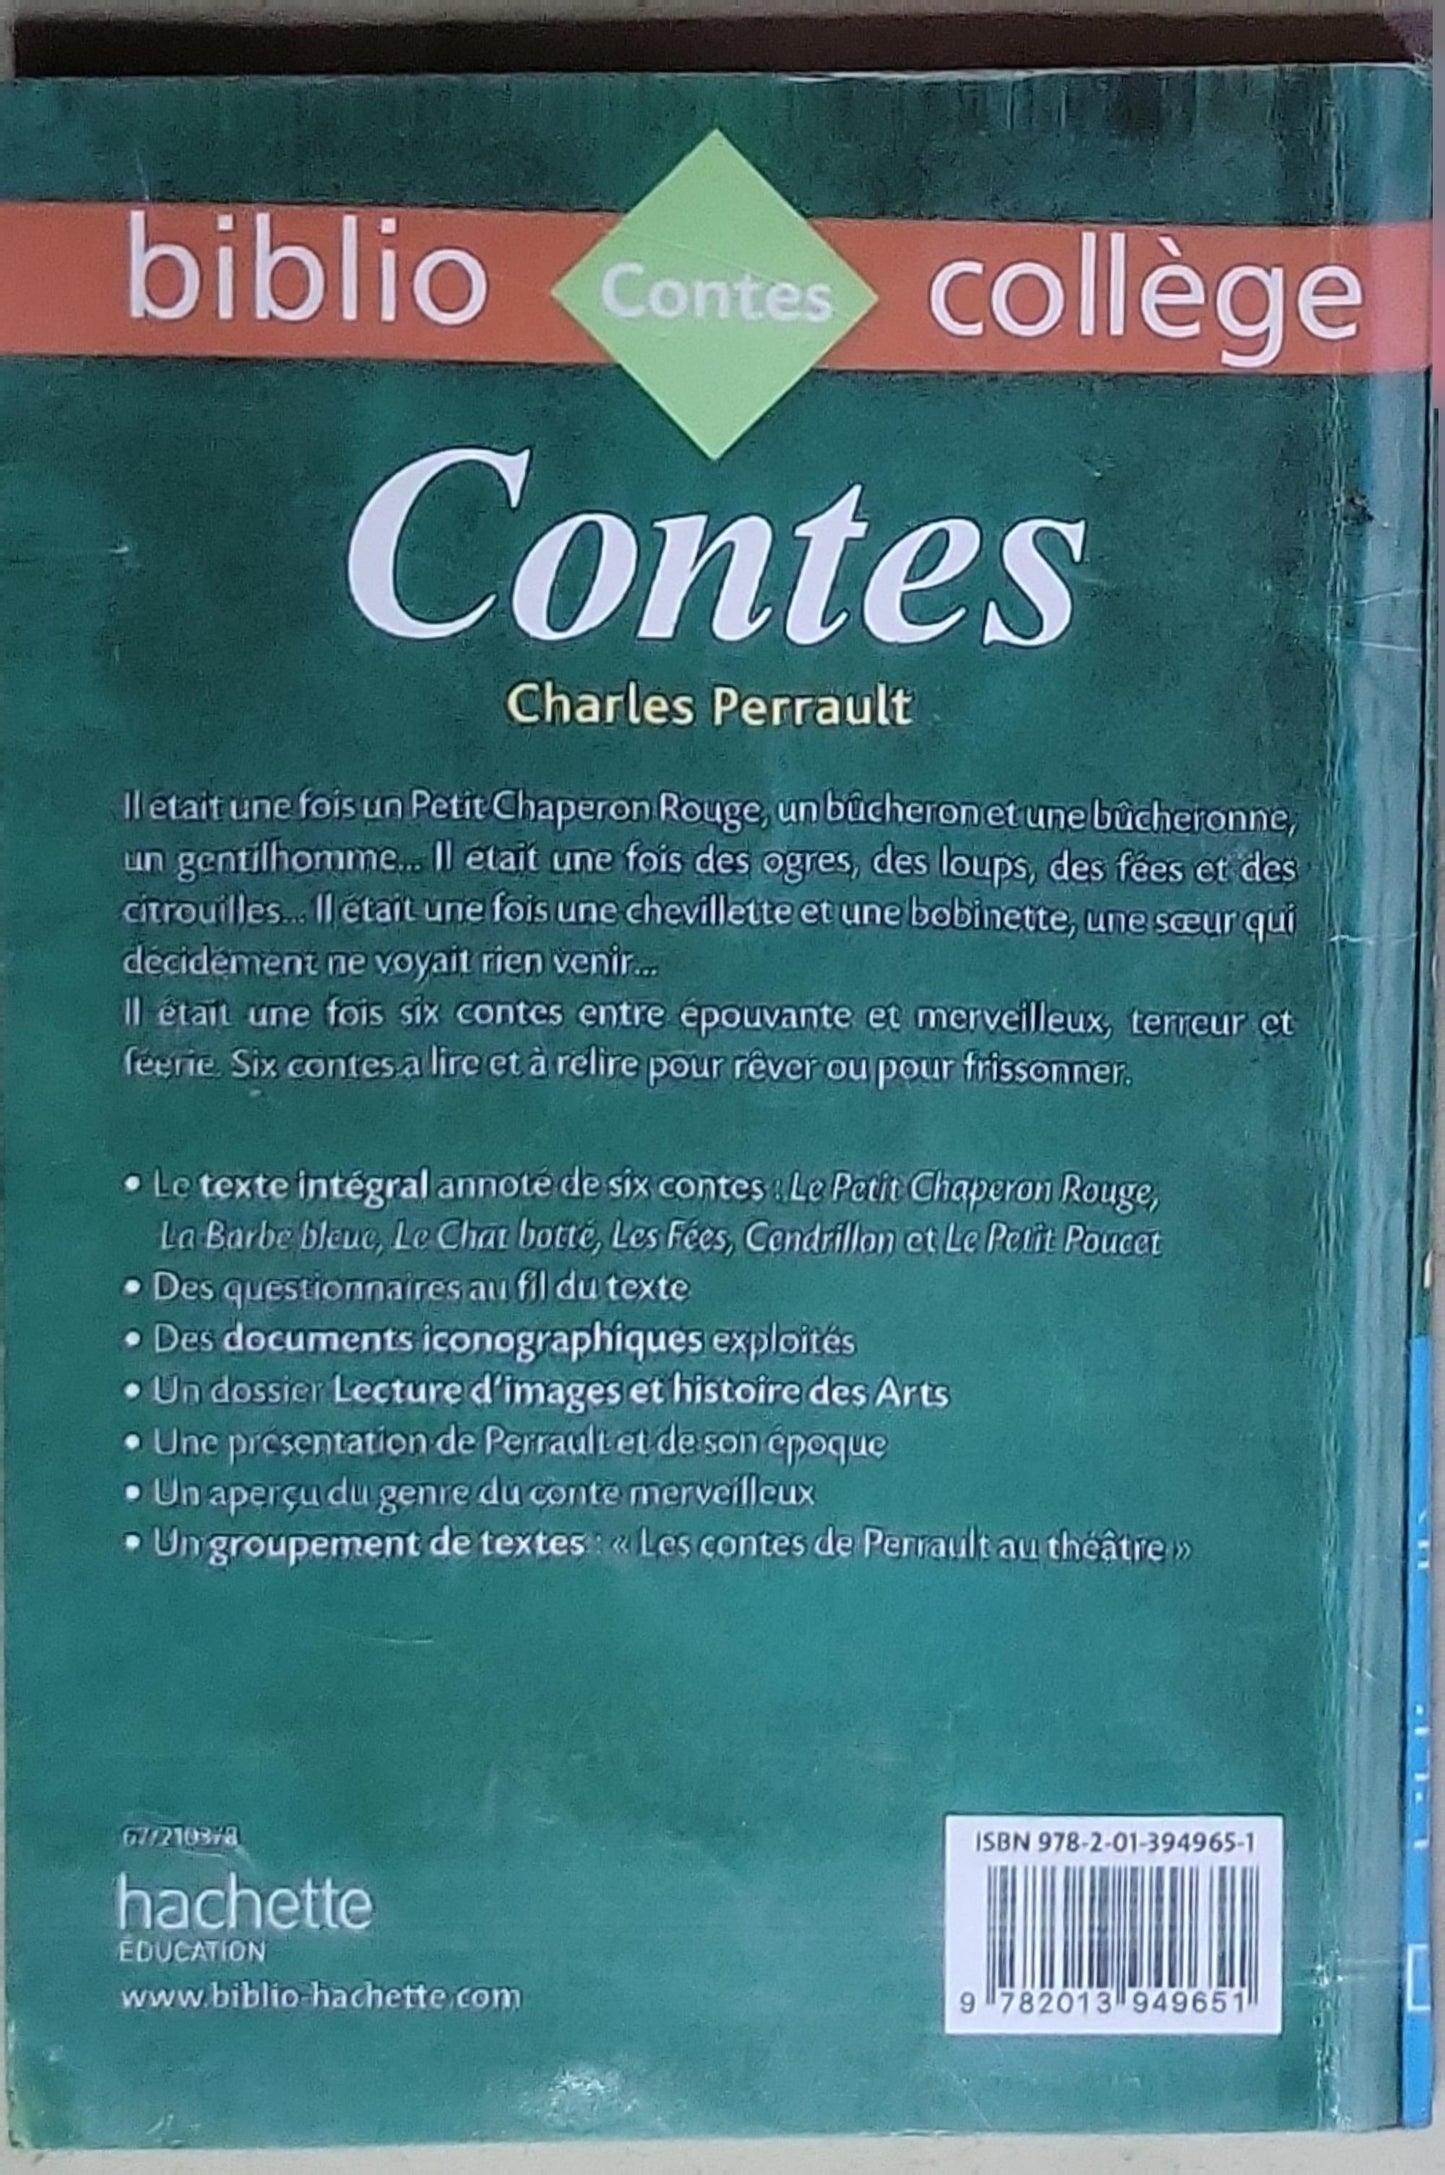 biblio Contes collège
Contes
Charles Perrault
Il était une fois un Petit Chaperon Rouge, un bûcheron et une bûcheronne,
un gentilhomme... Il était une fois des ogres, des loups, des fées et des
citrouilles... Il était une fois une chevillette et une bobinette, une sœur qui
décidément ne voyait rien venir...
Il était une fois six contes entre épouvante et merveilleux, terreur et
féerie. Six contes à lire et à relire pour rêver ou pour frissonner.
• Le texte intégral annoté de six contes : Le Petit Chaperon Rouge,
La Barbe bleue, Le Chat botté, Les Fées, Cendrillon et Le Petit Poucet
• Des questionnaires au fil du texte
• Des documents iconographiques exploités
• Un dossier Lecture d'images et histoire des Arts
• Une présentation de Perrault et de son époque
• Un aperçu du genre du conte merveilleux
• Un groupement de textes : « Les contes de Perrault au théâtre »
hachette
ÉDUCATION
www.biblio-hachette.com
ISBN 978-2-01-394965-1
9 782013 949651